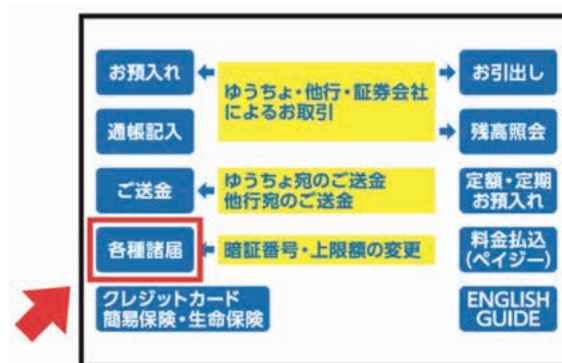 お預入れ
ゆうちょ・他行・証券会社
によるお取引
お引出し
通帳記入
残高照会
ご送金
ゆうちょ宛のご送金
他行宛のご送金
定額・定期
お預入れ
各種諸届
暗証番号・上限額の変更
料金払込
(ペイジー)
クレジットカード
簡易保険・生命保険
ENGLISH
GUIDE